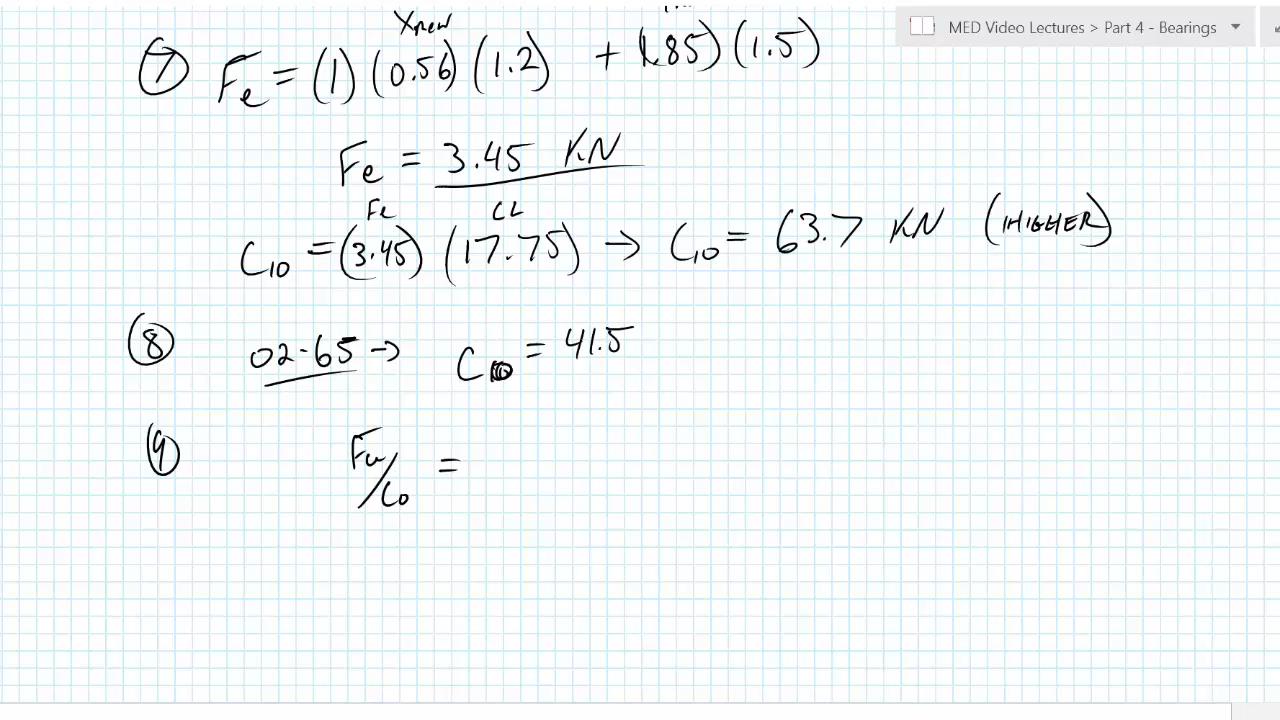 MED Video Lectures > Part 4 - Bearings
Xnew
7 Fe = (1) (0.56) (1.2) + (1.85) (1.5)
Fe = 3.45 KN
Fe CL
C10 = (3.45) (17.75) → C10 = 63.7 KN (HIGHER)
8 02-65 → C = 41.5
9 Fa/C0 =